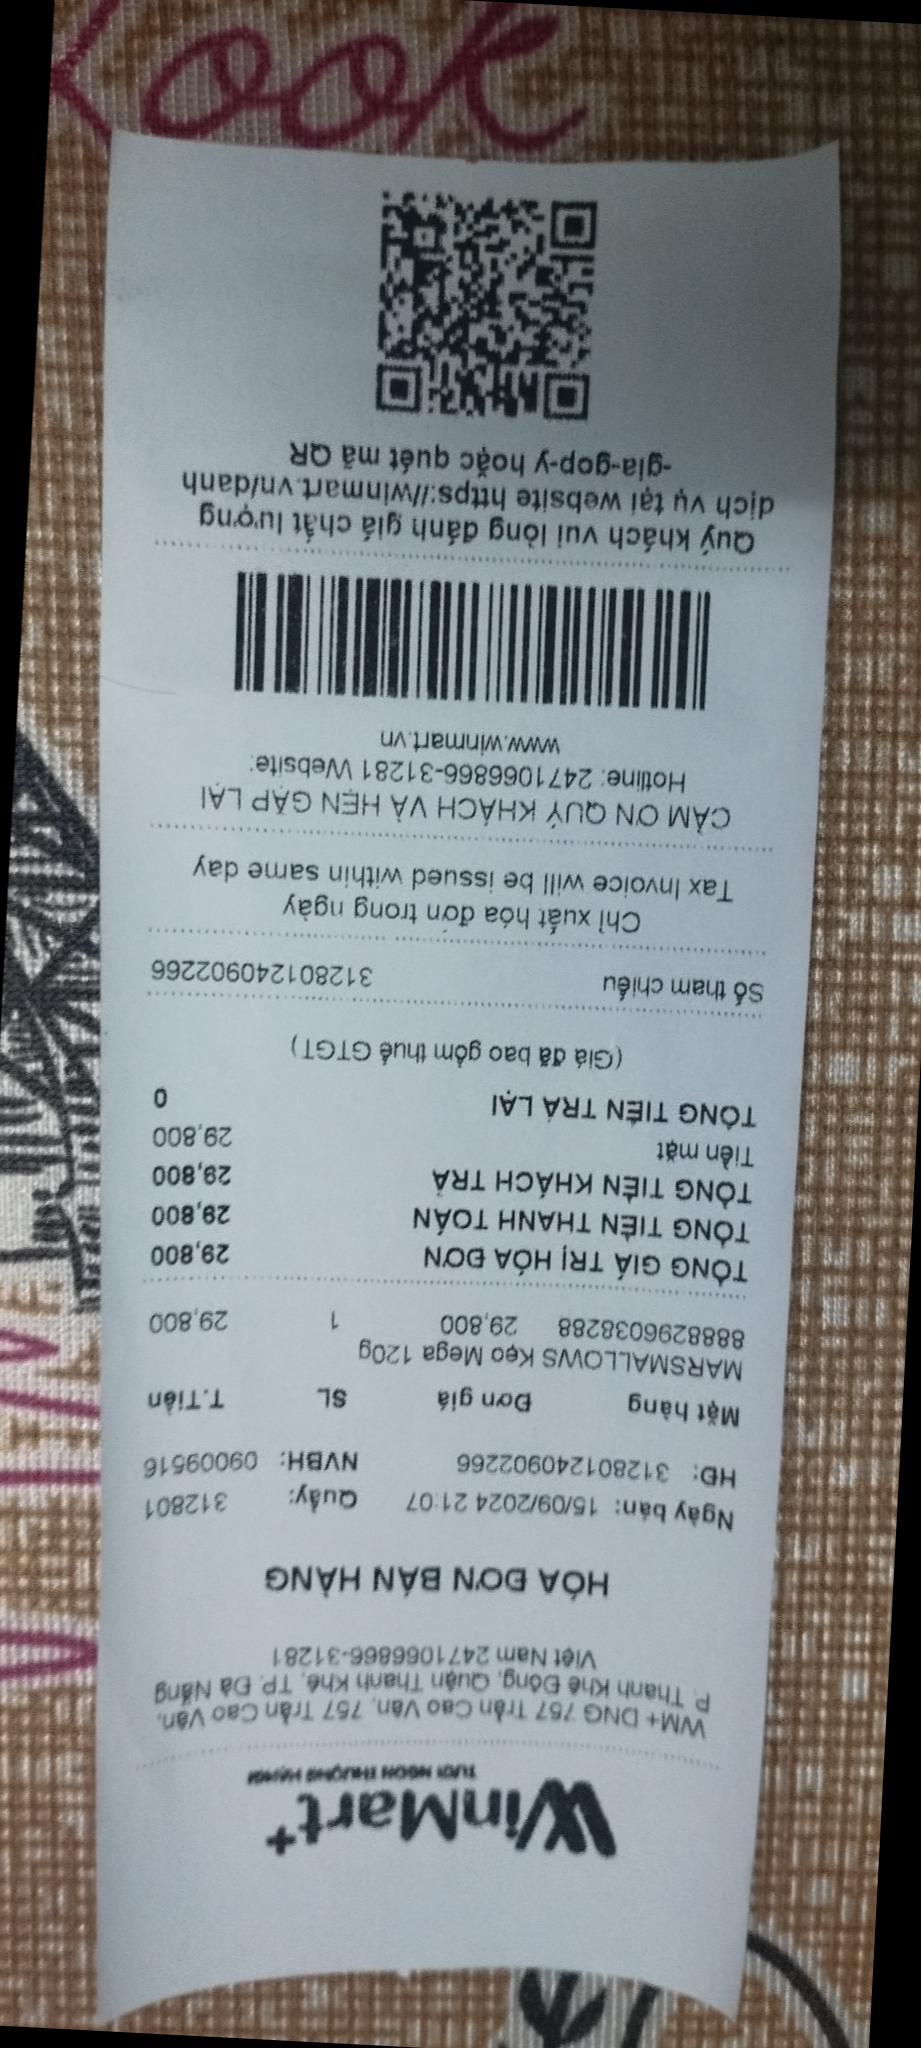 WinMart+
TƯƠI NGON THƯỢNG HẠNG!
WM+ DNG 757 Trần Cao Vân, 757 Trần Cao Vân,
P. Thanh Khê Đông, Quận Thanh Khê, TP. Đà Nẵng
Việt Nam 2471066866-31281
HÓA ĐƠN BÁN HÀNG
Ngày bán: 15/09/2024 21:07 Quầy: 312801
HĐ: 312801240902266 NVBH: 09009516
Mặt hàng Đơn giá SL T.Tiền
MARSMALLOWS Kẹo Mega 120g
8888296038288 29,800 1 29,800
TỔNG GIÁ TRỊ HÓA ĐƠN 29,800
TỔNG TIỀN THANH TOÁN 29,800
TỔNG TIỀN KHÁCH TRẢ 29,800
Tiền mặt 29,800
TỔNG TIỀN TRẢ LẠI 0
(Giá đã bao gồm thuế GTGT)
Số tham chiếu 312801240902266
Chỉ xuất hóa đơn trong ngày
Tax Invoice will be issued within same day
CẢM ƠN QUÝ KHÁCH VÀ HẸN GẶP LẠI
Hotline: 2471066866-31281 Website:
www.winmart.vn
Quý khách vui lòng đánh giá chất lượng
dịch vụ tại website https://winmart.vn/danh
-gia-gop-y hoặc quét mã QR
Look